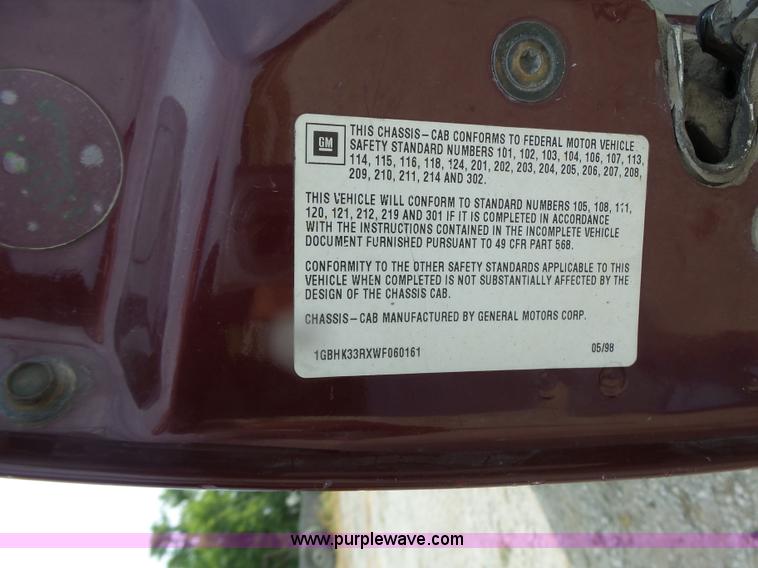 GM
THIS CHASSIS-CAB CONFORMS TO FEDERAL MOTOR VEHICLE
SAFETY STANDARD NUMBERS 101, 102, 103, 104, 106, 107, 113,
114, 115, 116, 118, 124, 201, 202, 203, 204, 205, 206, 207, 208,
209, 210, 211, 214 AND 302.
THIS VEHICLE WILL CONFORM TO STANDARD NUMBERS 105, 108, 111,
120, 121, 212, 219 AND 301 IF IT IS COMPLETED IN ACCORDANCE
WITH THE INSTRUCTIONS CONTAINED IN THE INCOMPLETE VEHICLE
DOCUMENT FURNISHED PURSUANT TO 49 CFR PART 568.
CONFORMITY TO THE OTHER SAFETY STANDARDS APPLICABLE TO THIS
VEHICLE WHEN COMPLETED IS NOT SUBSTANTIALLY AFFECTED BY THE
DESIGN OF THE CHASSIS CAB.
CHASSIS-CAB MANUFACTURED BY GENERAL MOTORS CORP.
1GBHK33RXWF060161 05/98
www.purplewave.com